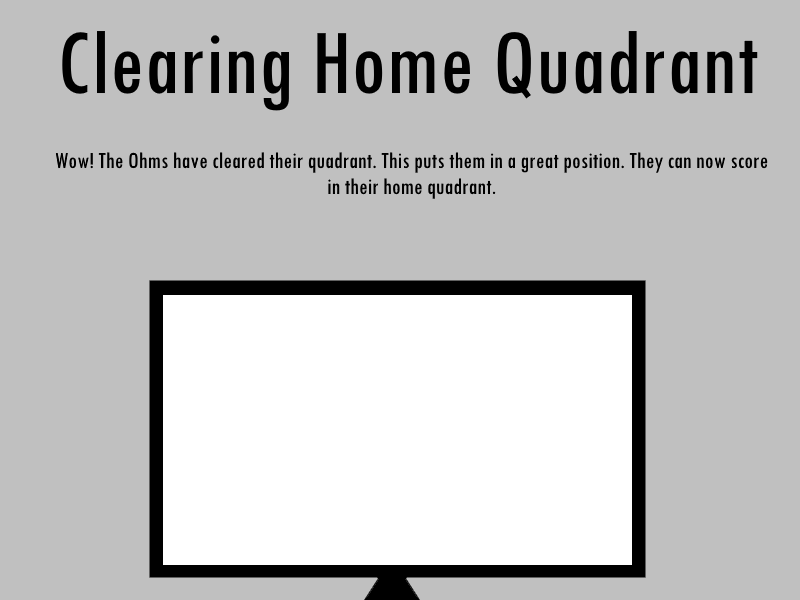 Clearing Home Quadrant
Wow! The Ohms have cleared their quadrant. This puts them in a great position. They can now score
in their home quadrant.